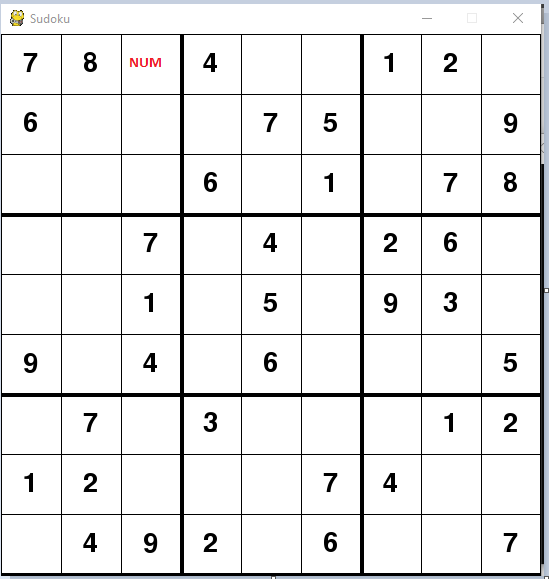 Sudoku
7 8 NUM 4 1 2
6 7 5 9
6 1 7 8
7 4 2 6
1 5 9 3
9 4 6 5
7 3 1 2
1 2 7 4
4 9 2 6 7